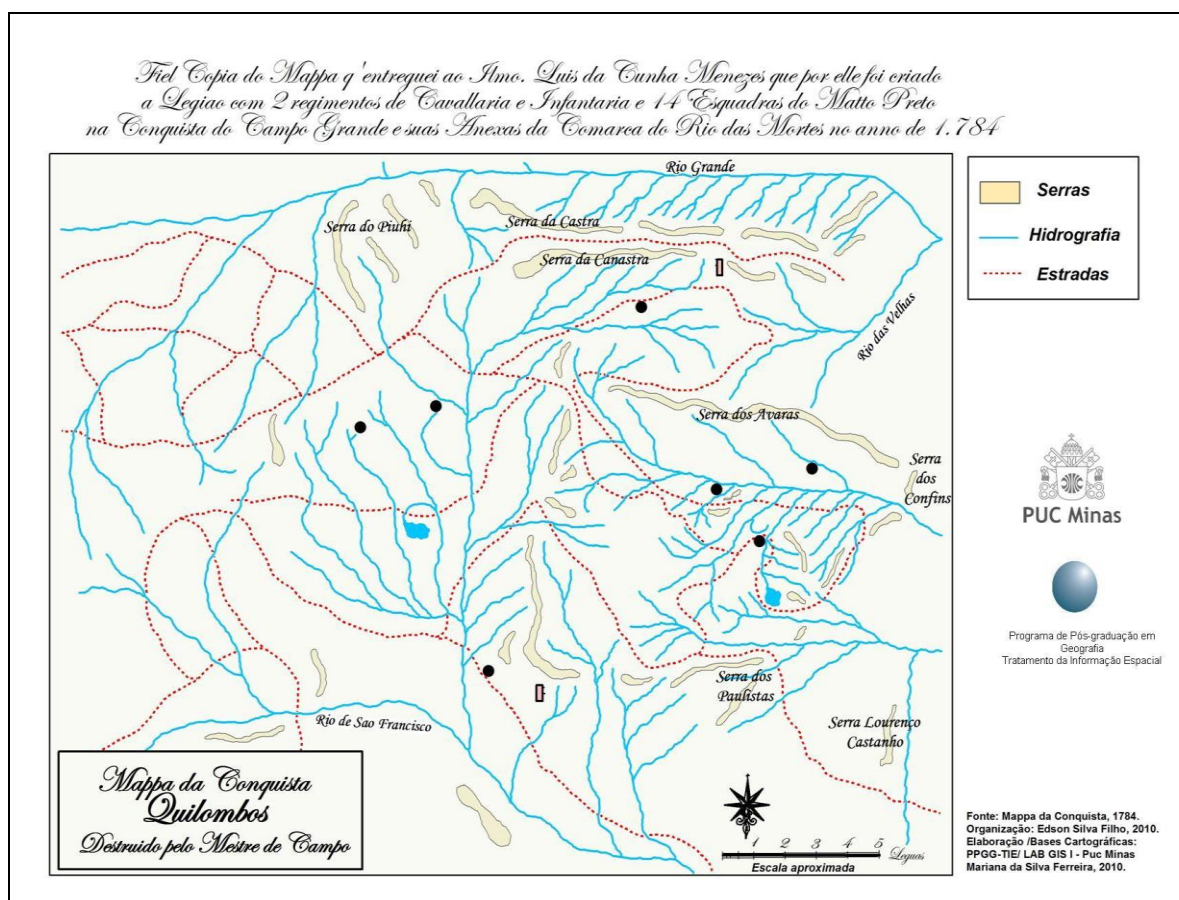 Fiel Copia do Mappa q'entreguei ao Ilmo. Luis da Cunha Menezes que por elle foi criado
a Legiao com 2 regimentos de Cavallaria e Infantaria e 14 Esquadras do Matto Preto
na Conquista do Campo Grande e suas Anexas da Comarca do Rio das Mortes no anno de 1.784
Rio Grande
Serra do Piuhi
Serra da Castra
Serra da Canastra
Rio das Velhas
Serra dos Avaras
Serra
dos
Confins
Serra dos
Paulistas
Serra Lourenço
Castanho
Rio de Sao Francisco
Mappa da Conquista
Quilombos
Destruido pelo Mestre de Campo
1 2 3 4 5 Leguas
Escala aproximada
Serras
Hidrografia
Estradas
PUC Minas
Programa de Pós-graduação em
Geografia
Tratamento da Informação Espacial
Fonte: Mappa da Conquista, 1784.
Organização: Edson Silva Filho, 2010.
Elaboração /Bases Cartográficas:
PPGG-TIE/ LAB GIS I - Puc Minas
Mariana da Silva Ferreira, 2010.